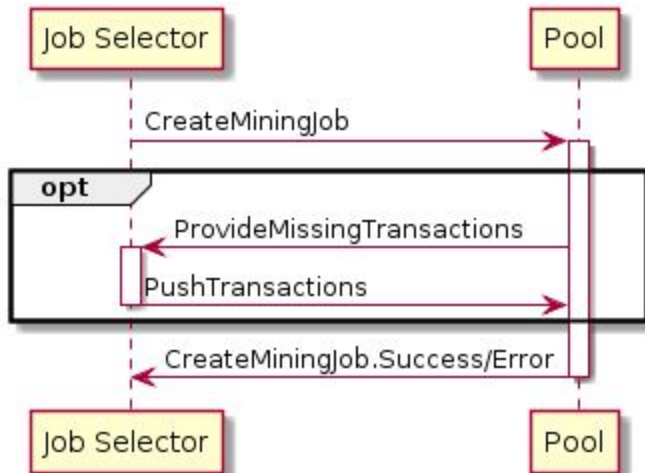 Job Selector
Pool
CreateMiningJob
opt
ProvideMissingTransactions
PushTransactions
CreateMiningJob.Success/Error
Job Selector
Pool